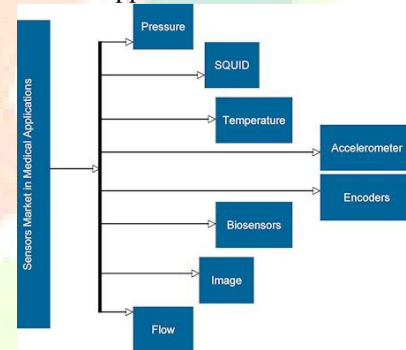 Sensors Market in Medical Applications
Pressure
SQUID
Temperature
Accelerometer
Encoders
Biosensors
Image
Flow